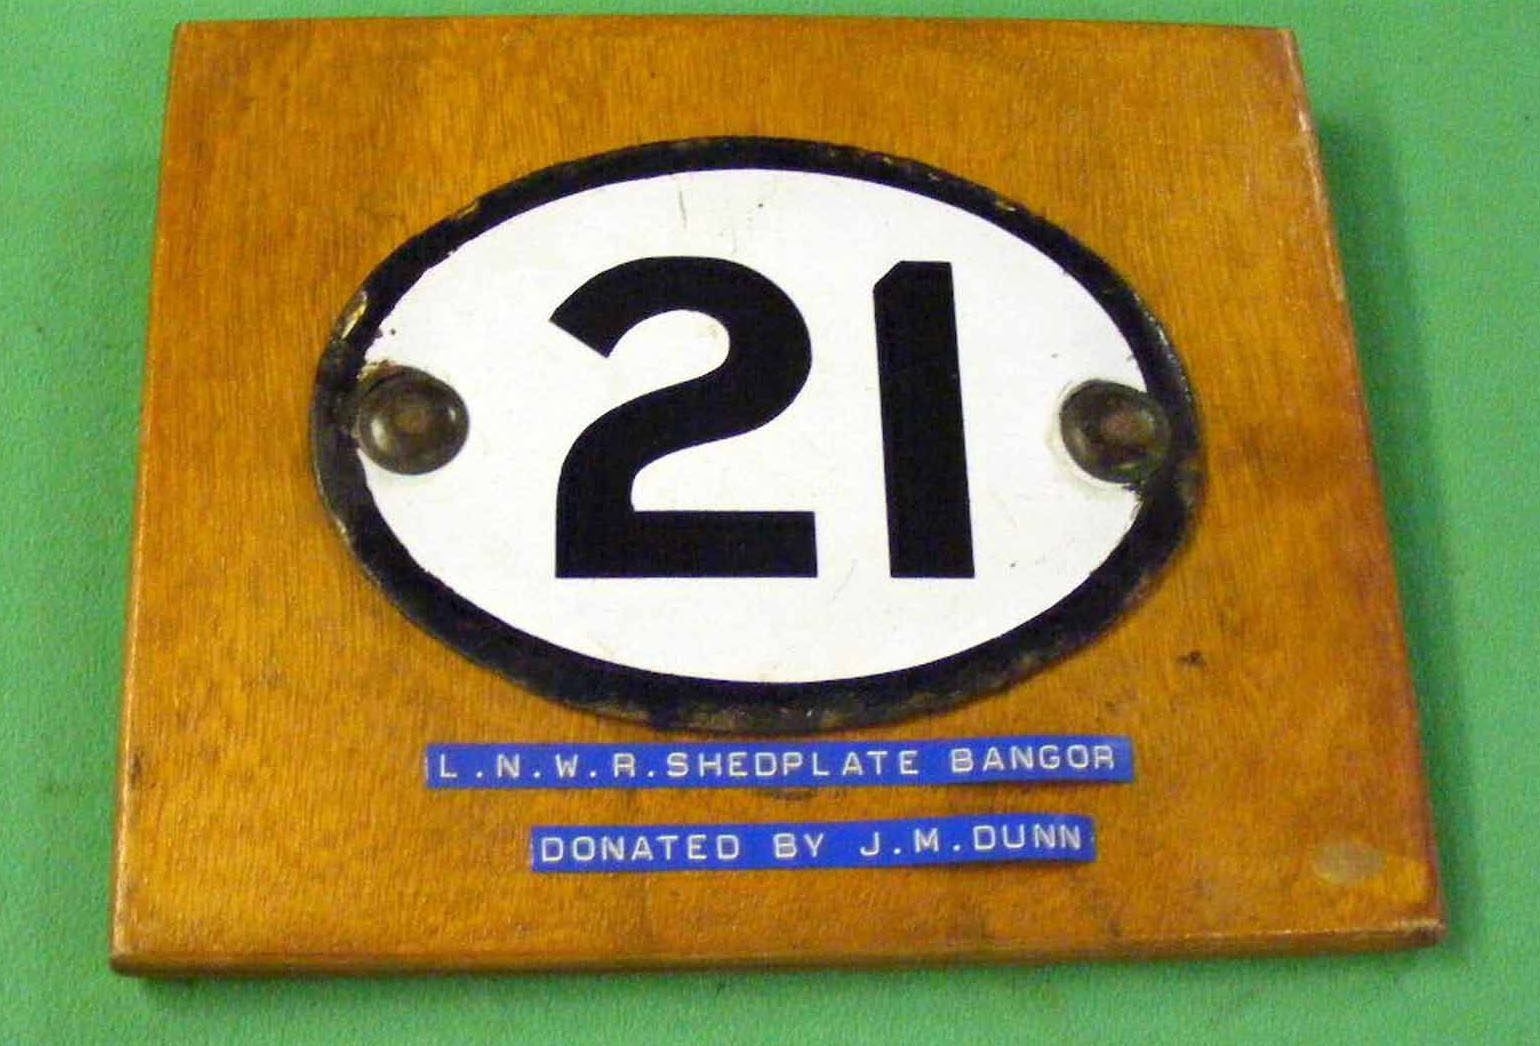 21
L.N.W.R.SHEDPLATE BANGOR
DONATED BY J.M.DUNN